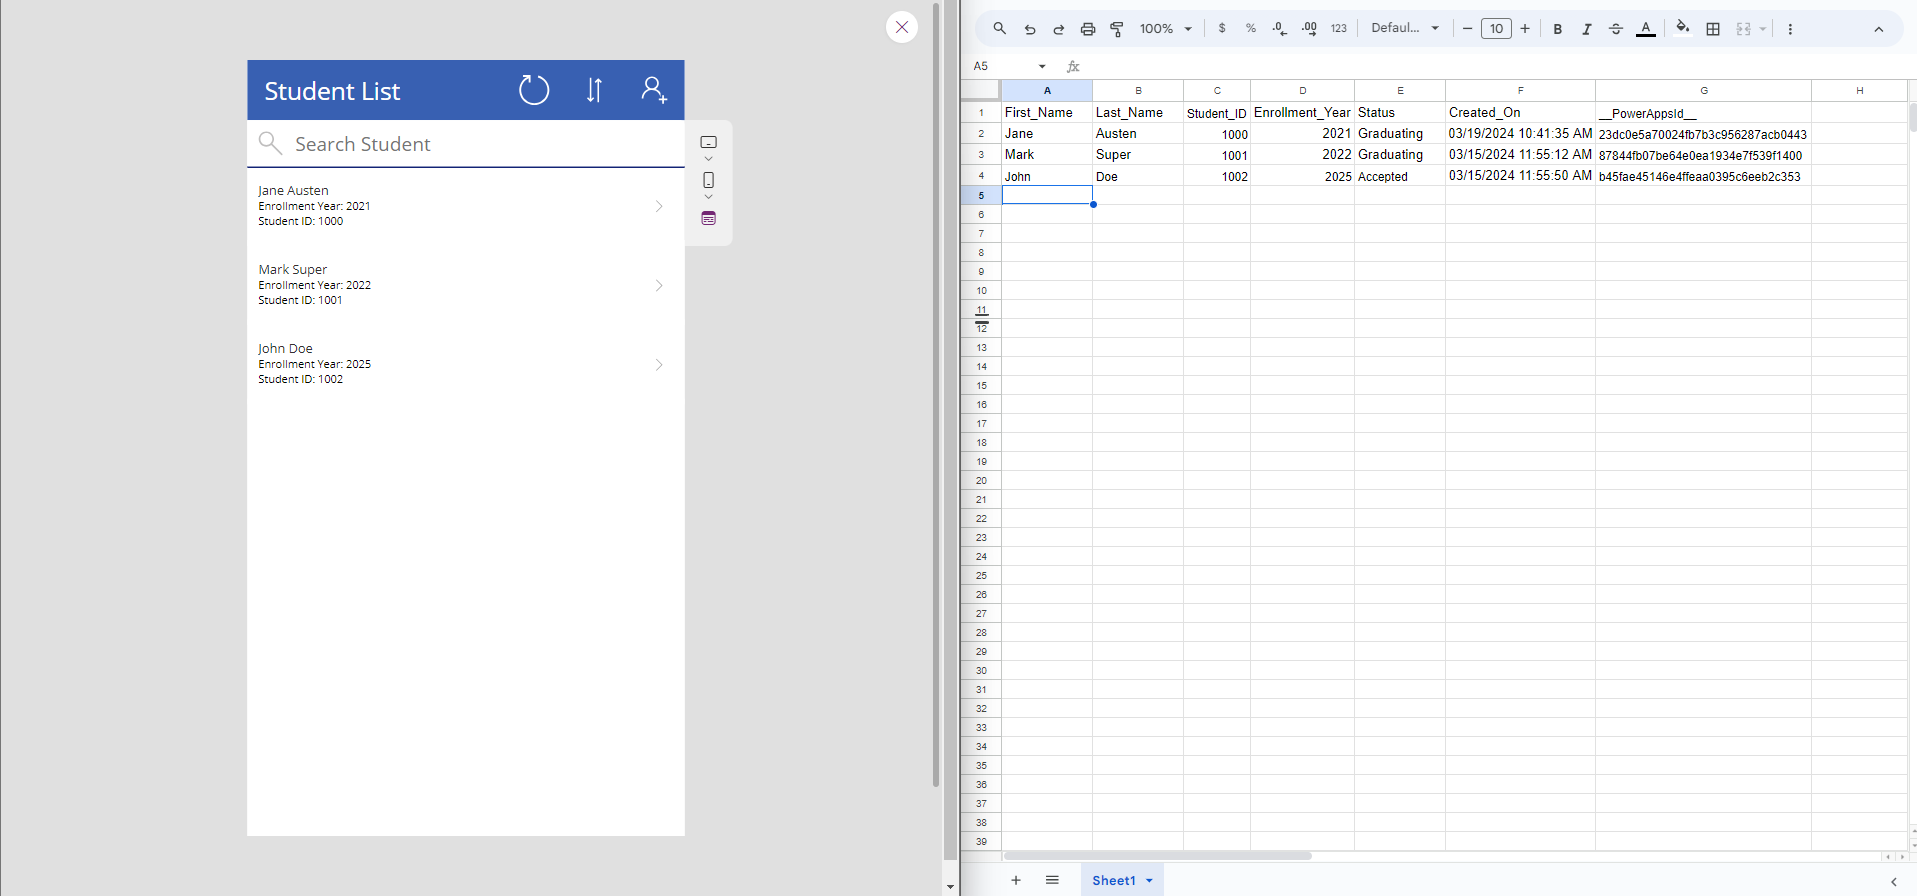 Student List
Search Student
Jane Austen
Enrollment Year: 2021
Student ID: 1000
Mark Super
Enrollment Year: 2022
Student ID: 1001
John Doe
Enrollment Year: 2025
Student ID: 1002
100% $ % .0 .00 123 Defaul... 10 B I S A
A5 fx
A B C D E F G H
1 First_Name Last_Name Student_ID Enrollment_Year Status Created_On __PowerAppsId__
2 Jane Austen 1000 2021 Graduating 03/19/2024 10:41:35 AM 23dc0e5a70024fb7b3c956287acb0443
3 Mark Super 1001 2022 Graduating 03/15/2024 11:55:12 AM 87844fb07be64e0ea1934e7f539f1400
4 John Doe 1002 2025 Accepted 03/15/2024 11:55:50 AM b45fae45146e4ffeaa0395c6eeb2c353
5
6
7
8
9
10
11
12
13
14
15
16
17
18
19
20
21
22
23
24
25
26
27
28
29
30
31
32
33
34
35
36
37
38
39
Sheet1